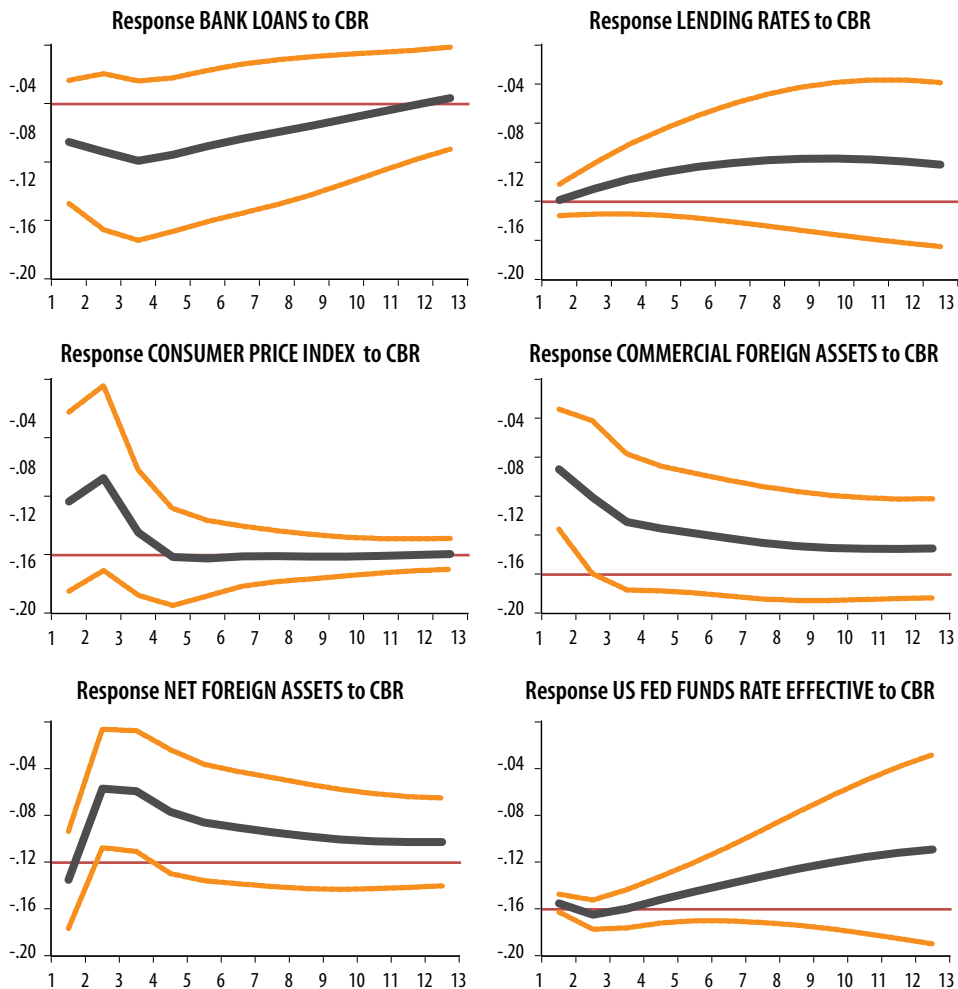 Response BANK LOANS to CBR
-.04
-.08
-.12
-.16
-.20
1 2 3 4 5 6 7 8 9 10 11 12 13
Response LENDING RATES to CBR
-.04
-.08
-.12
-.16
-.20
1 2 3 4 5 6 7 8 9 10 11 12 13
Response CONSUMER PRICE INDEX to CBR
-.04
-.08
-.12
-.16
-.20
1 2 3 4 5 6 7 8 9 10 11 12 13
Response COMMERCIAL FOREIGN ASSETS to CBR
-.04
-.08
-.12
-.16
-.20
1 2 3 4 5 6 7 8 9 10 11 12 13
Response NET FOREIGN ASSETS to CBR
-.04
-.08
-.12
-.16
-.20
1 2 3 4 5 6 7 8 9 10 11 12 13
Response US FED FUNDS RATE EFFECTIVE to CBR
-.04
-.08
-.12
-.16
-.20
1 2 3 4 5 6 7 8 9 10 11 12 13